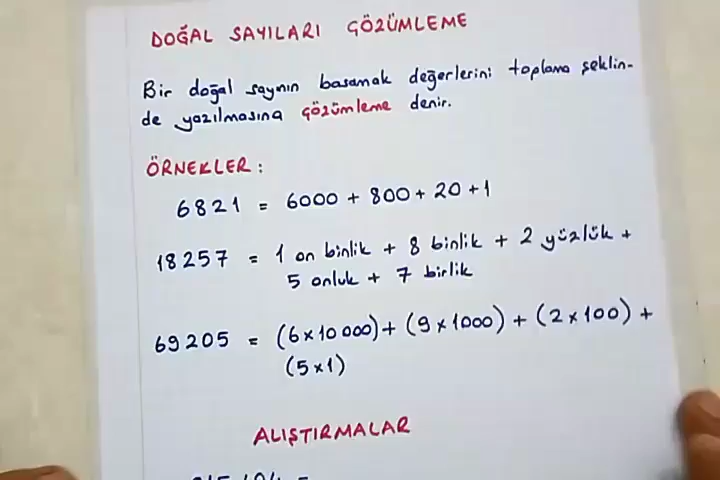 DOĞAL SAYILARI ÇÖZÜMLEME
Bir doğal sayının basamak değerlerini toplama şeklin-
de yazılmasına çözümleme denir.
ÖRNEKLER:
6821 = 6000 + 800 + 20 + 1
18257 = 1 on binlik + 8 binlik + 2 yüzlük +
5 onluk + 7 birlik
69205 = (6x10000) + (9x1000) + (2x100) +
(5x1)
ALIŞTIRMALAR